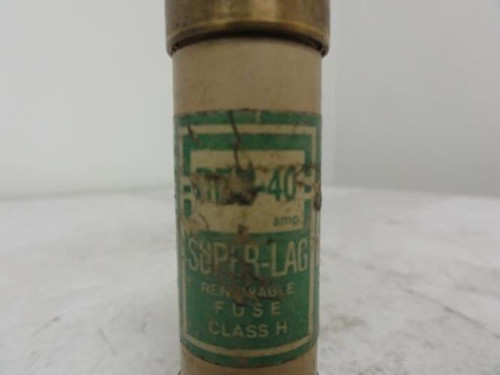 -40
amp
SUPER-LAG
RENEWABLE
FUSE
CLASS H